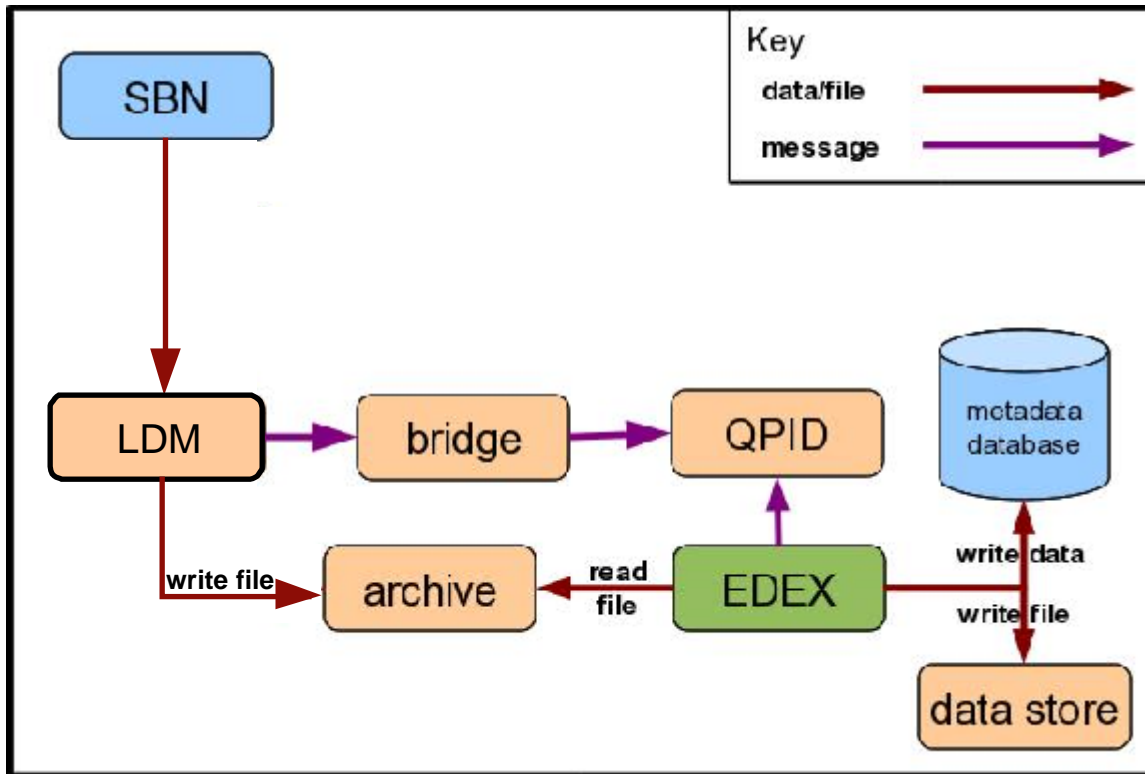 SBN
Key
data/file
message
LDM
bridge
QPID
metadata
database
write file
archive
read
file
EDEX
write data
write file
data store